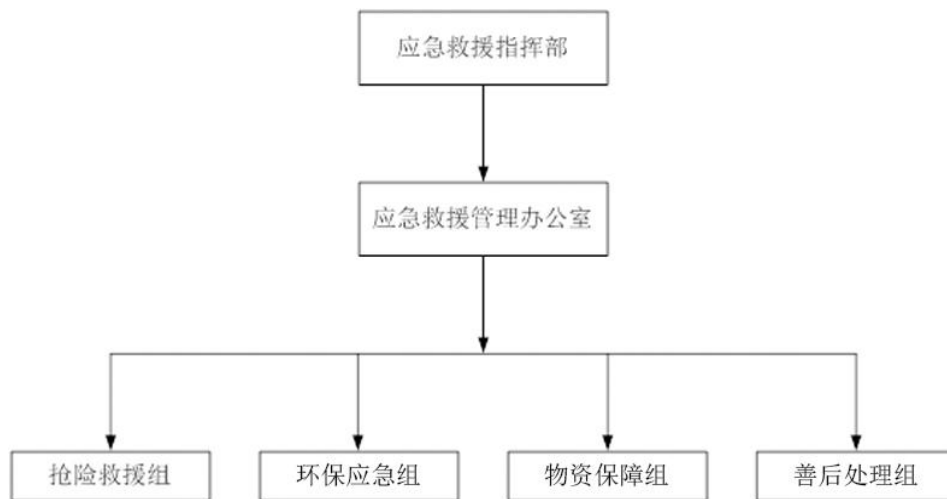 应急救援指挥部
应急救援管理办公室
抢险救援组
环保应急组
物资保障组
善后处理组